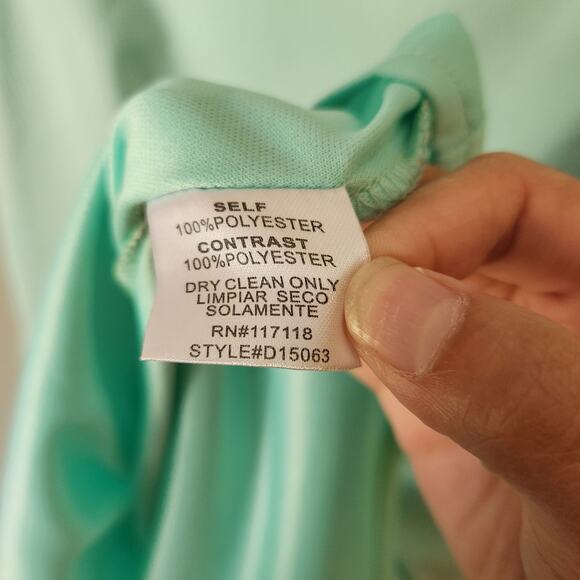 SELF
100%POLYESTER
CONTRAST
100%POLYESTER
DRY CLEAN ONLY
LIMPIAR SECO
SOLAMENTE
RN#117118
STYLE#D15063